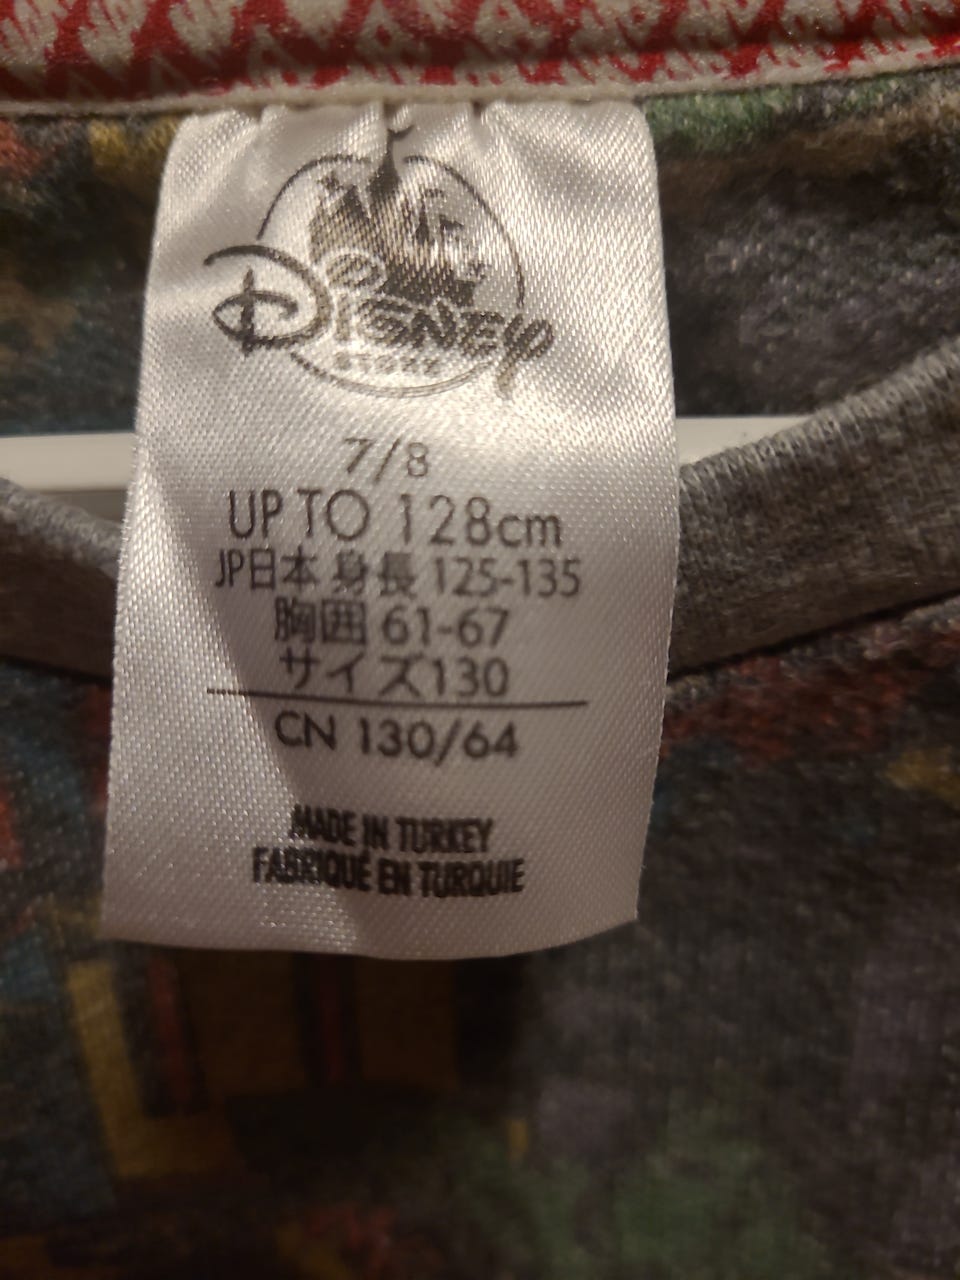 Disney
STORE
7/8
UP TO 128cm
JP日本 身長 125-135
胸囲 61-67
サイズ130
CN 130/64
MADE IN TURKEY
FABRIQUÉ EN TURQUIE